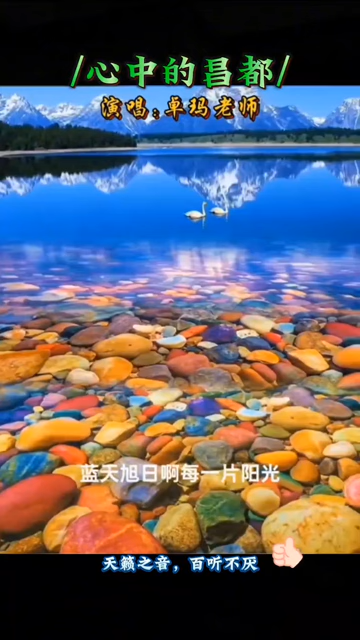 /心中的昌都/
演唱：卓玛老师
蓝天旭日啊每一片阳光
天籁之音，百听不厌